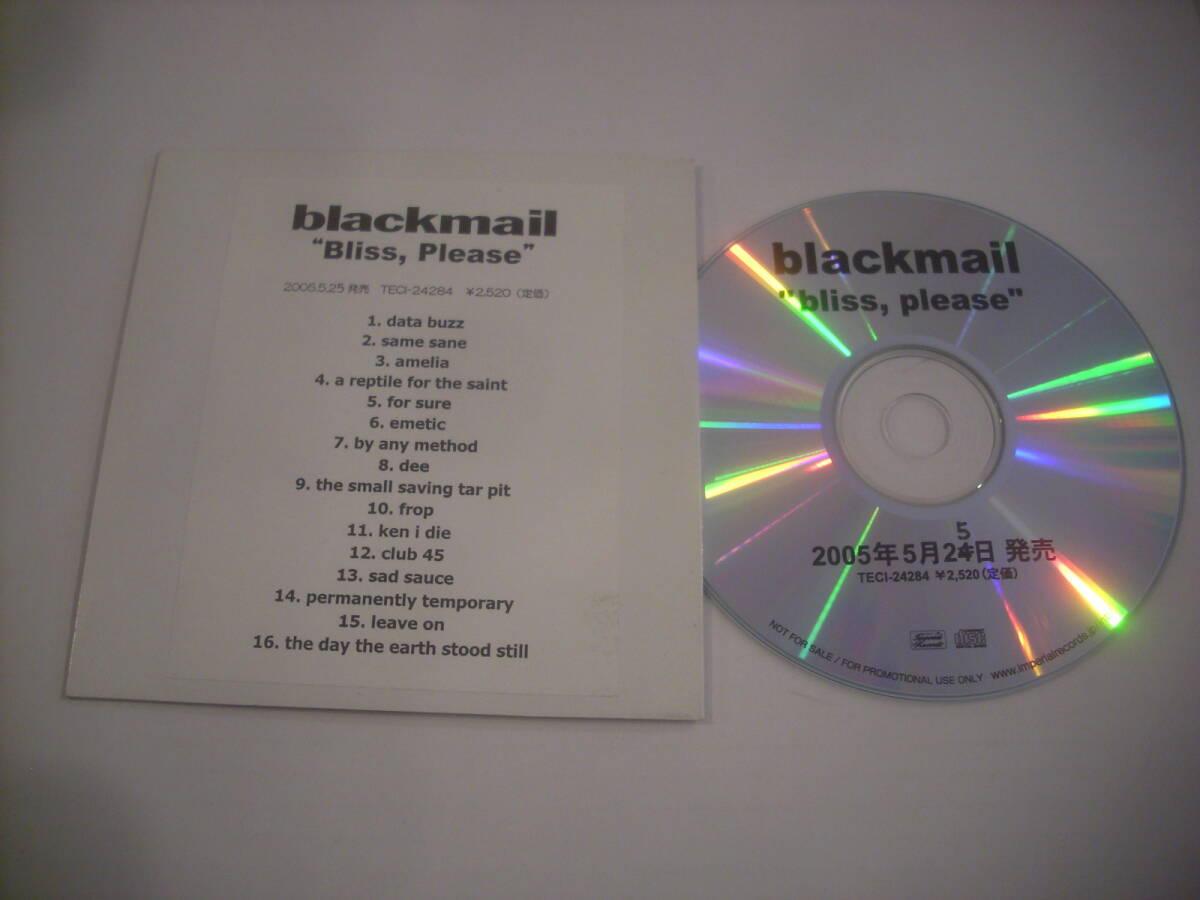 blackmail
“Bliss, Please”
2005.5.25 発売 TECI-24284 ¥2,520 (定価)
1. data buzz
2. same sane
3. amelia
4. a reptile for the saint
5. for sure
6. emetic
7. by any method
8. dee
9. the small saving tar pit
10. frop
11. ken i die
12. club 45
13. sad sauce
14. permanently temporary
15. leave on
16. the day the earth stood still
blackmail
"bliss, please"
5
2005年5月24日 発売
TECI-24284 ¥2,520 (定価)
Imperial Records
NOT FOR SALE / FOR PROMOTIONAL USE ONLY www.imperialrecords.jp